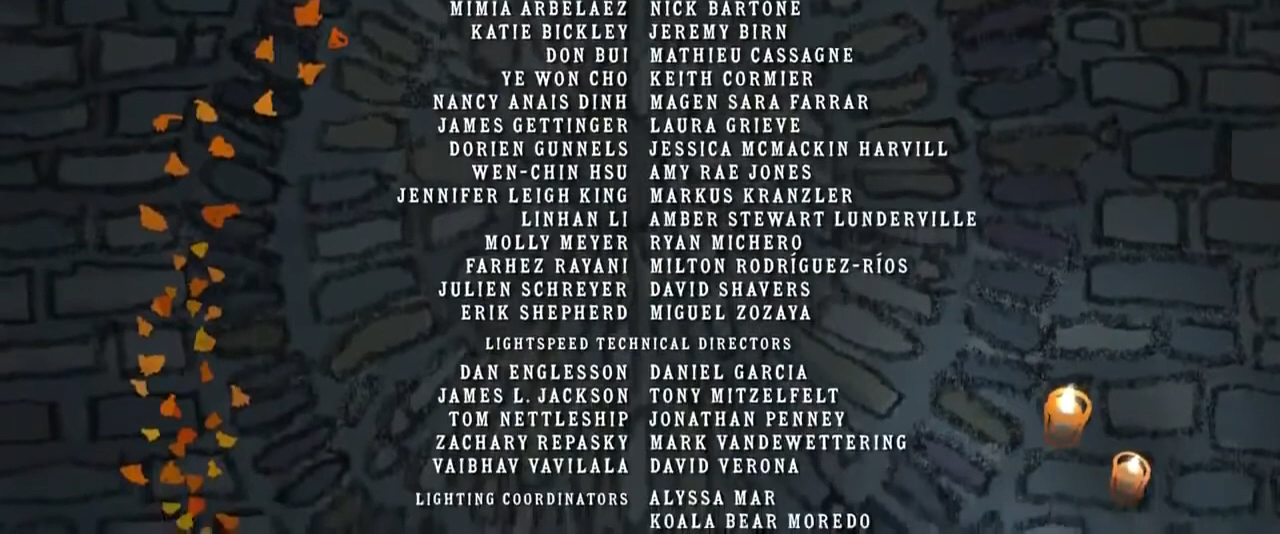 MIMIA ARBELAEZ NICK BARTONE
KATIE BICKLEY JEREMY BIRN
DON BUI MATHIEU CASSAGNE
YE WON CHO KEITH CORMIER
NANCY ANAIS DINH MAGEN SARA FARRAR
JAMES GETTINGER LAURA GRIEVE
DORIEN GUNNELS JESSICA MCMACKIN HARVILL
WEN-CHIN HSU AMY RAE JONES
JENNIFER LEIGH KING MARKUS KRANZLER
LINHAN LI AMBER STEWART LUNDERVILLE
MOLLY MEYER RYAN MICHERO
FARHEZ RAYANI MILTON RODRÍGUEZ-RÍOS
JULIEN SCHREYER DAVID SHAVERS
ERIK SHEPHERD MIGUEL ZOZAYA
LIGHTSPEED TECHNICAL DIRECTORS
DAN ENGLESSON DANIEL GARCIA
JAMES L. JACKSON TONY MITZELFELT
TOM NETTLESHIP JONATHAN PENNEY
ZACHARY REPASKY MARK VANDEWETTERING
VAIBHAV VAVILALA DAVID VERONA
LIGHTING COORDINATORS ALYSSA MAR
KOALA BEAR MOREDO